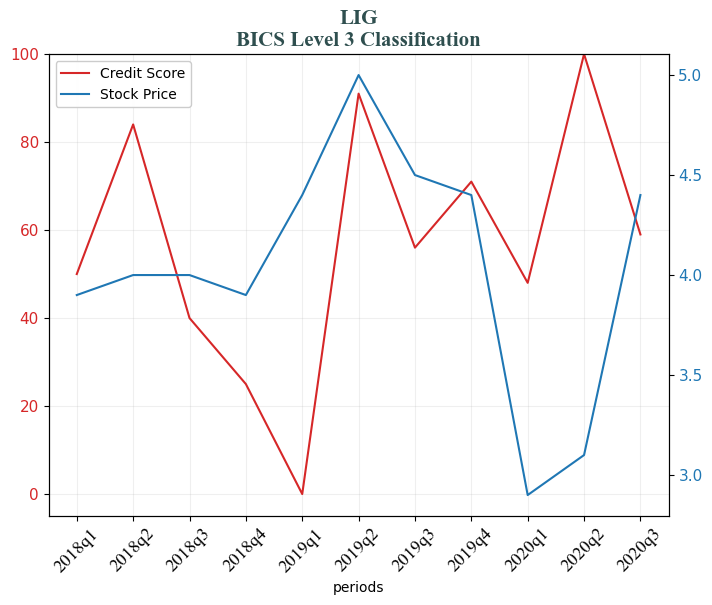 LIG
BICS Level 3 Classification
Credit Score
Stock Price
100
80
60
40
20
0
5.0
4.5
4.0
3.5
3.0
2018q1
2018q2
2018q3
2018q4
2019q1
2019q2
2019q3
2019q4
2020q1
2020q2
2020q3
periods